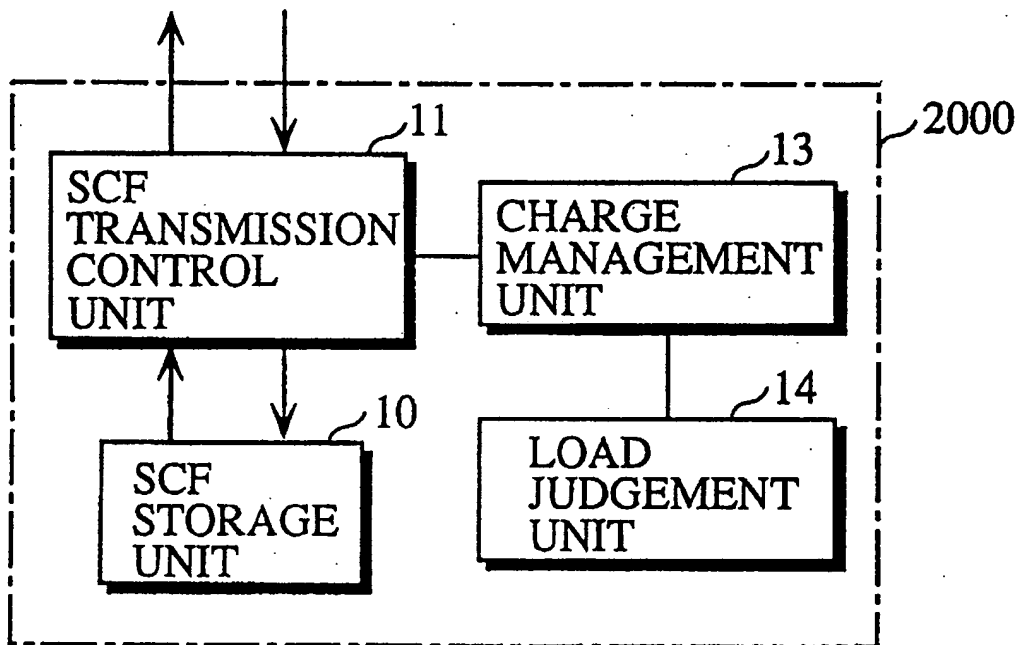 11
2000
SCF
TRANSMISSION
CONTROL
UNIT
13
CHARGE
MANAGEMENT
UNIT
10
SCF
STORAGE
UNIT
14
LOAD
JUDGEMENT
UNIT